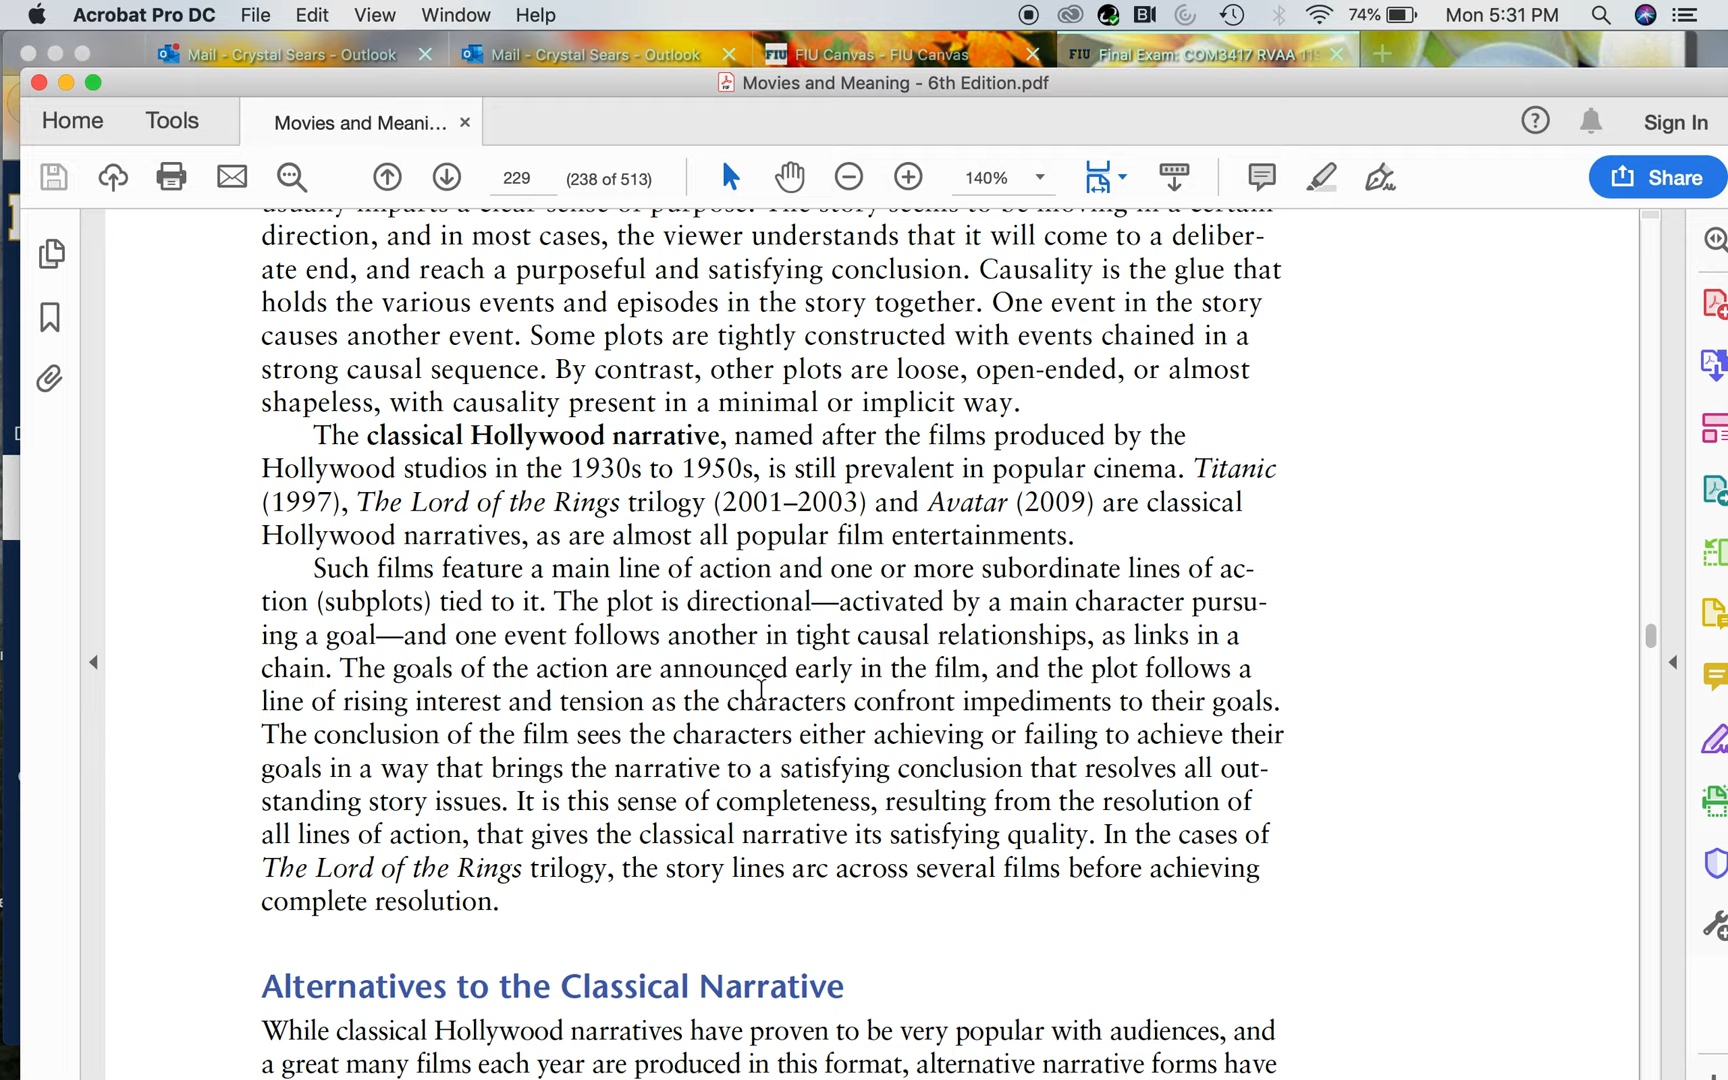 Acrobat Pro DC File Edit View Window Help 74% Mon 5:31 PM
Mail - Crystal Sears - Outlook Mail - Crystal Sears - Outlook FIU FIU Canvas - FIU Canvas FIU Final Exam: COM3417 RVAA
Movies and Meaning - 6th Edition.pdf
Home Tools Movies and Meani... Sign In
229 (238 of 513) 140% Share
usually imparts a clear sense of purpose. The story seems to be moving in a certain
direction, and in most cases, the viewer understands that it will come to a deliber-
ate end, and reach a purposeful and satisfying conclusion. Causality is the glue that
holds the various events and episodes in the story together. One event in the story
causes another event. Some plots are tightly constructed with events chained in a
strong causal sequence. By contrast, other plots are loose, open-ended, or almost
shapeless, with causality present in a minimal or implicit way.
The classical Hollywood narrative, named after the films produced by the
Hollywood studios in the 1930s to 1950s, is still prevalent in popular cinema. Titanic
(1997), The Lord of the Rings trilogy (2001–2003) and Avatar (2009) are classical
Hollywood narratives, as are almost all popular film entertainments.
Such films feature a main line of action and one or more subordinate lines of ac-
tion (subplots) tied to it. The plot is directional—activated by a main character pursu-
ing a goal—and one event follows another in tight causal relationships, as links in a
chain. The goals of the action are announced early in the film, and the plot follows a
line of rising interest and tension as the characters confront impediments to their goals.
The conclusion of the film sees the characters either achieving or failing to achieve their
goals in a way that brings the narrative to a satisfying conclusion that resolves all out-
standing story issues. It is this sense of completeness, resulting from the resolution of
all lines of action, that gives the classical narrative its satisfying quality. In the cases of
The Lord of the Rings trilogy, the story lines arc across several films before achieving
complete resolution.
Alternatives to the Classical Narrative
While classical Hollywood narratives have proven to be very popular with audiences, and
a great many films each year are produced in this format, alternative narrative forms have